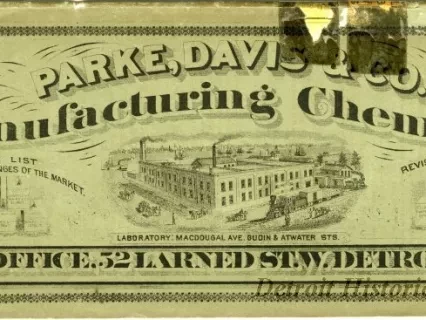 PARKE, DAVIS & CO.
nufacturing Chem
LIST
NGES OF THE MARKET.
REVIS
LABORATORY: MACDOUGAL AVE. GUOIN & ATWATER STS.
OFFICE, 52 LARNED ST. W. DETRO
Detroit Historic